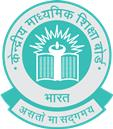 केन्द्रीय माध्यमिक शिक्षा बोर्ड
भारत
असतो मा सद्गमय